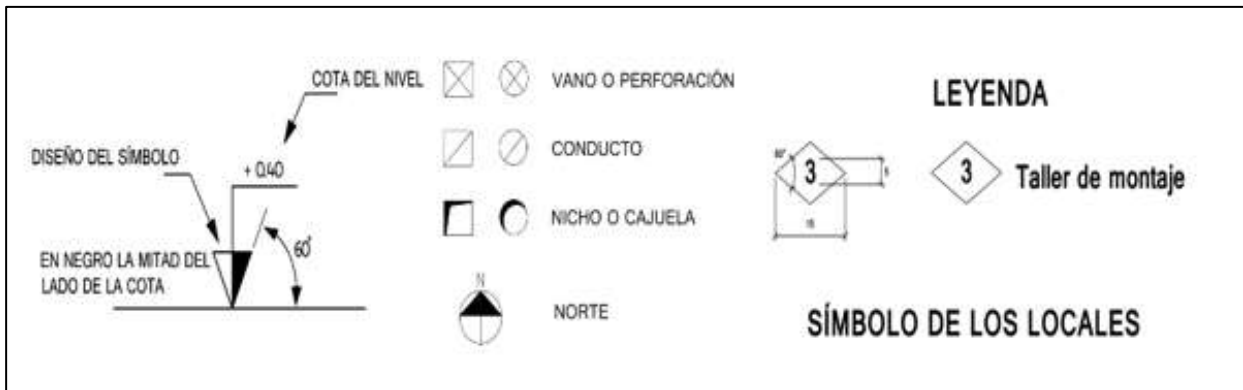 COTA DEL NIVEL
DISEÑO DEL SÍMBOLO
+ 0.40
60°
EN NEGRO LA MITAD DEL
LADO DE LA COTA
VANO O PERFORACIÓN
CONDUCTO
NICHO O CAJUELA
N
NORTE
LEYENDA
3
3 Taller de montaje
SÍMBOLO DE LOS LOCALES